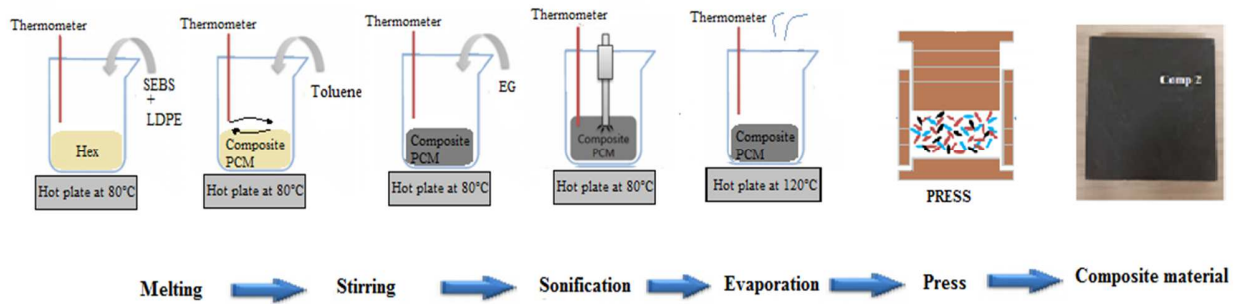 Thermometer
SEBS
+
LDPE
Hex
Hot plate at 80°C
Thermometer
Toluene
Composite
PCM
Hot plate at 80°C
Thermometer
EG
Composite
PCM
Hot plate at 80°C
Thermometer
Composite
PCM
Hot plate at 80°C
Thermometer
Composite
PCM
Hot plate at 120°C
PRESS
Comp 2
Melting
Stirring
Sonification
Evaporation
Press
Composite material